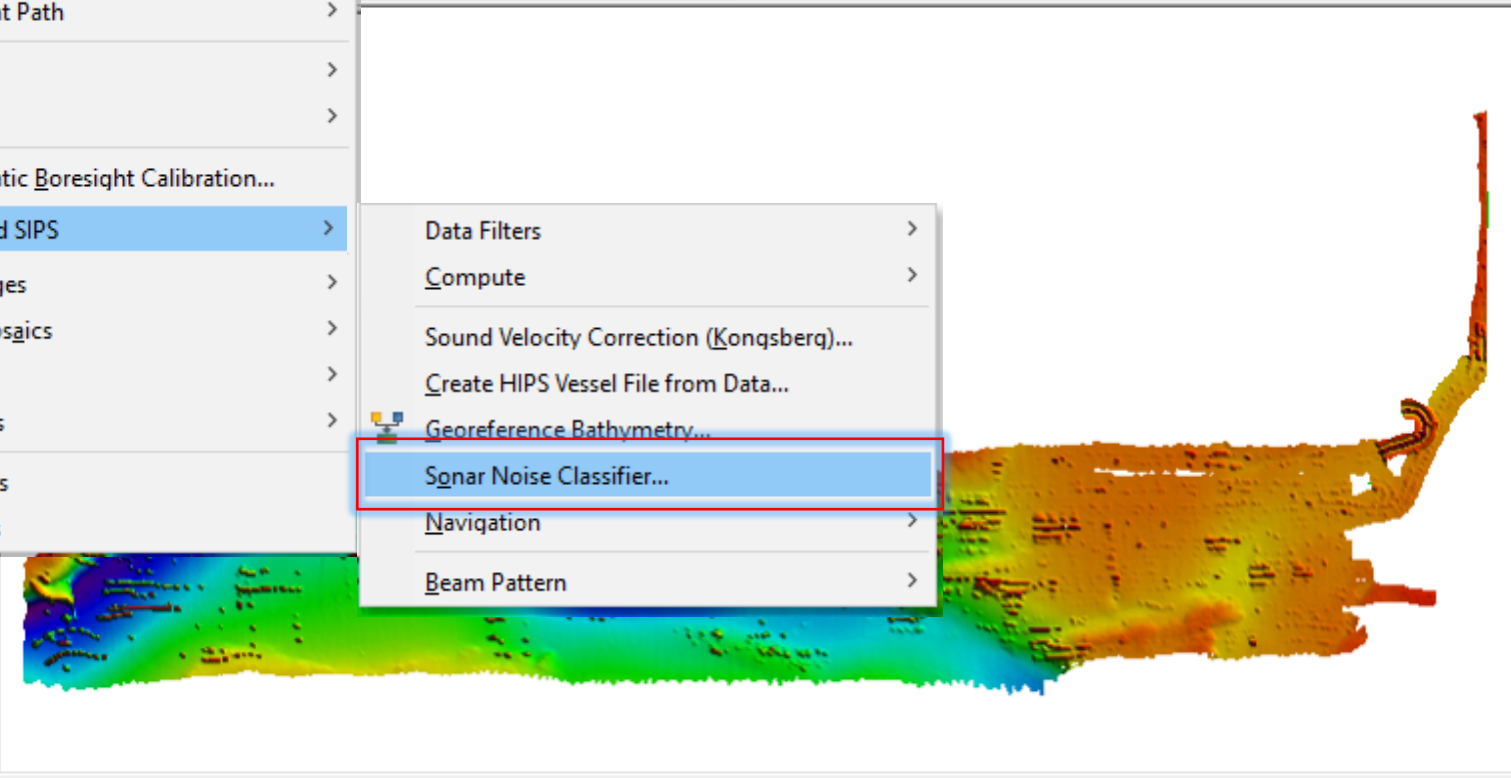 t Path
tic Boresight Calibration...
d SIPS
ges
saics
s
s
Data Filters
Compute
Sound Velocity Correction (Kongsberg)...
Create HIPS Vessel File from Data...
Georeference Bathymetry...
Sonar Noise Classifier...
Navigation
Beam Pattern